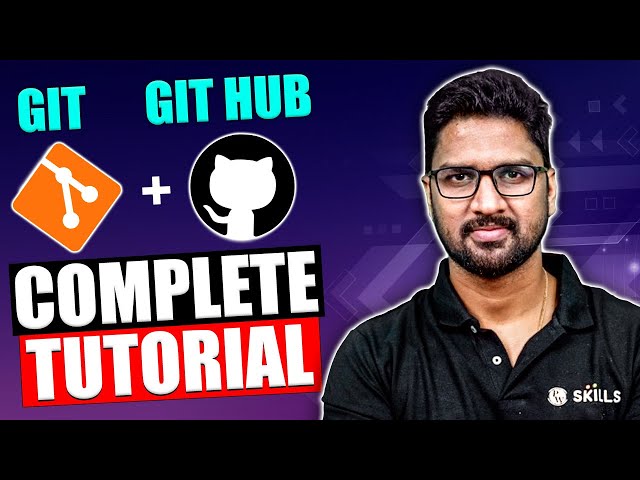 GIT
GIT HUB
+
COMPLETE
TUTORIAL
SKILLS